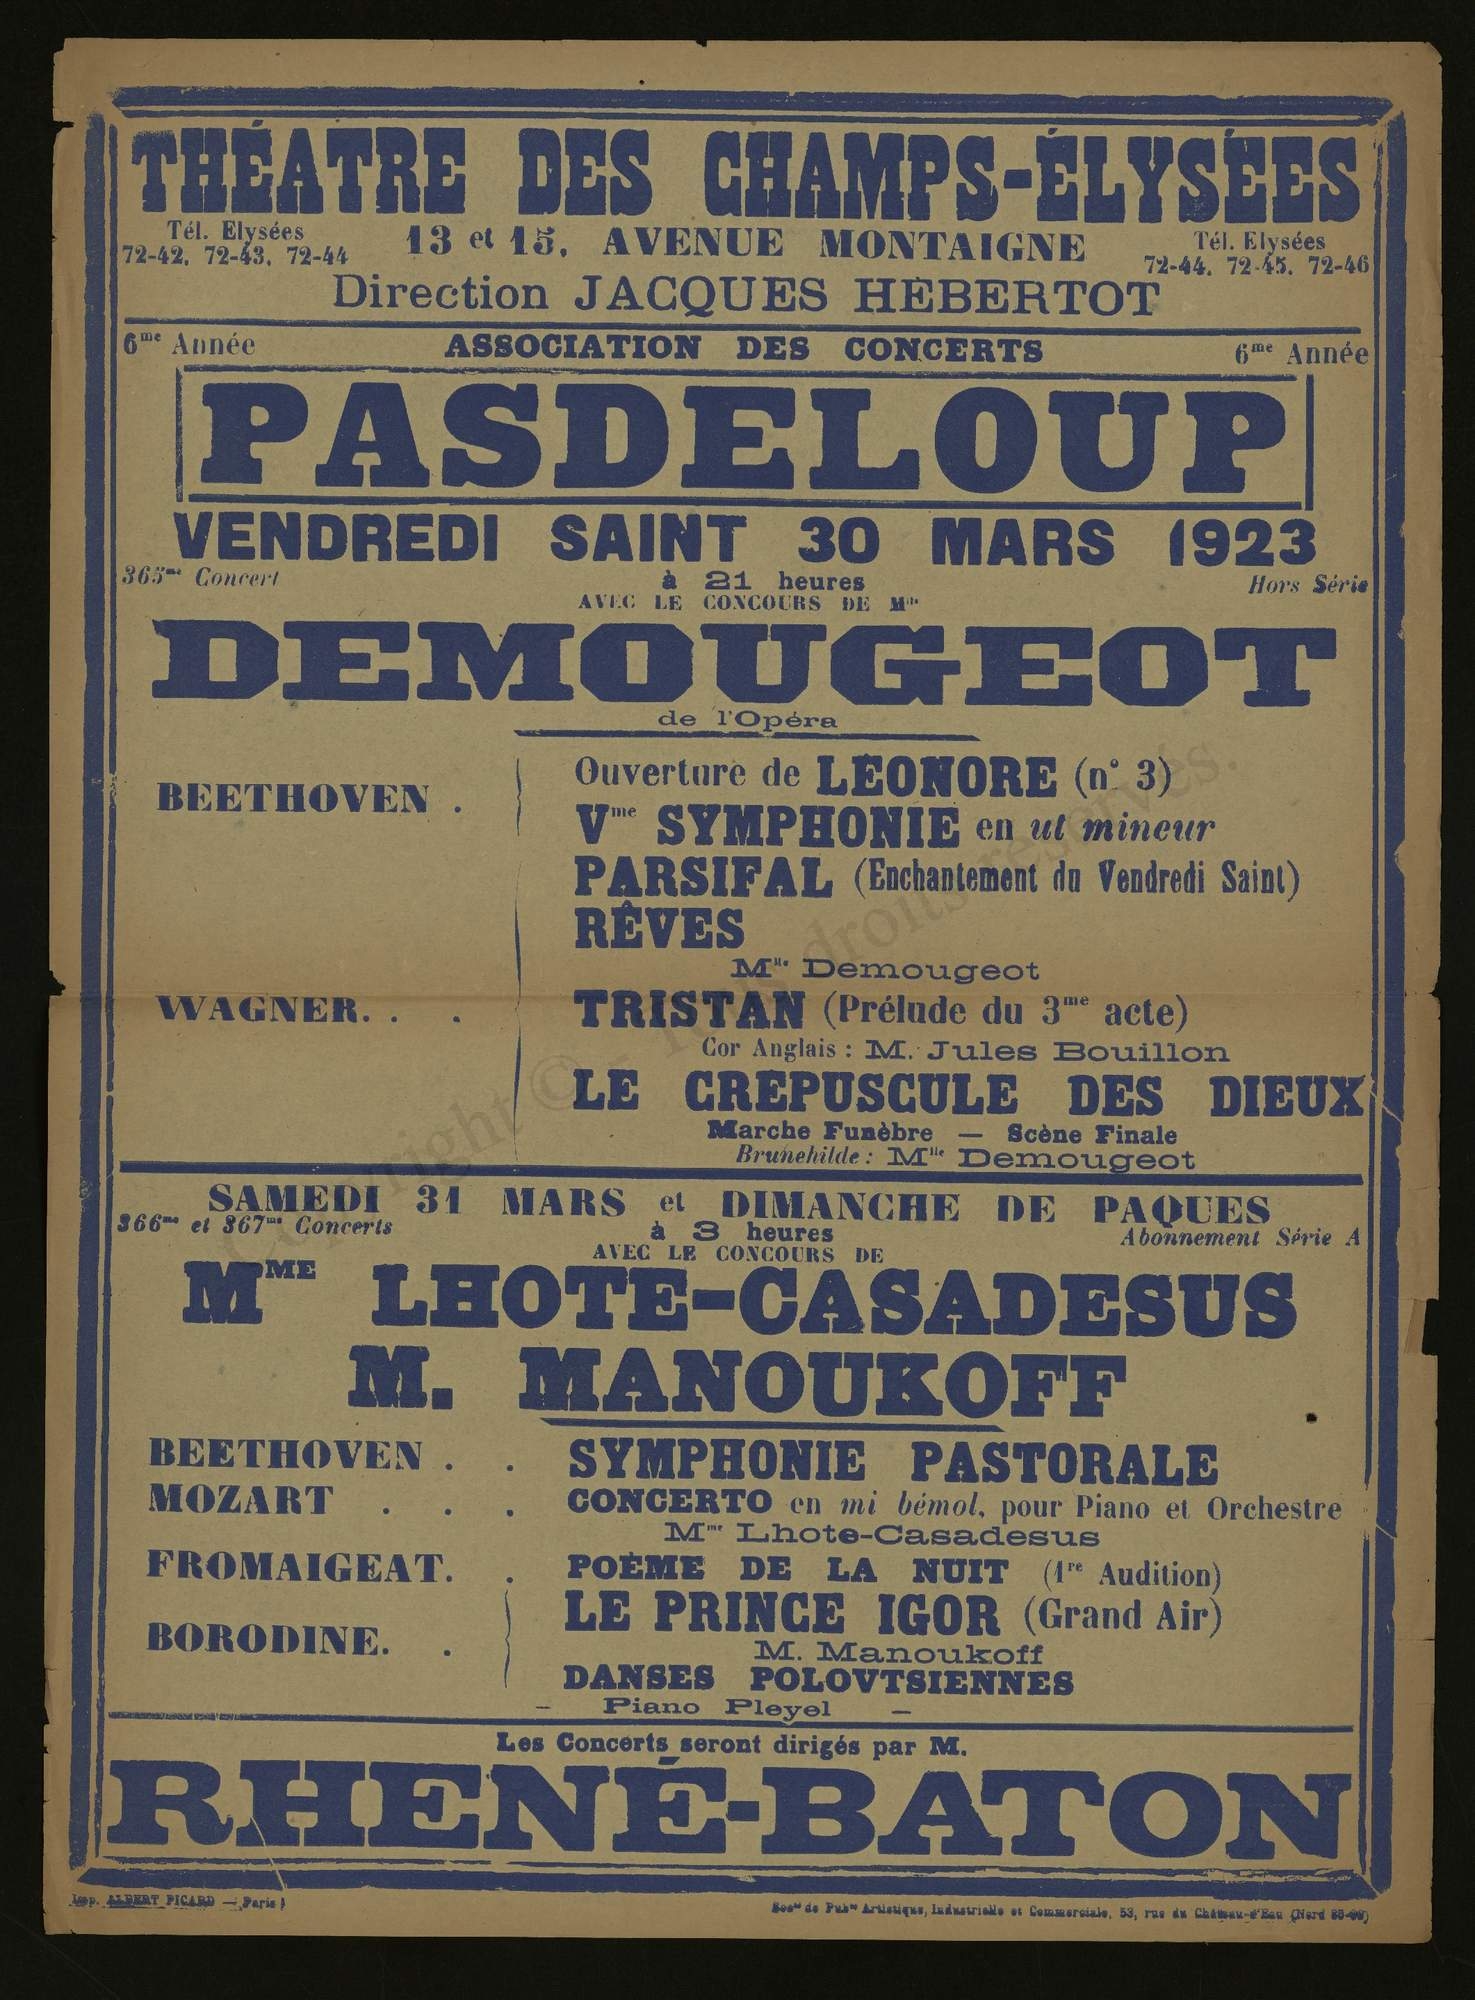 THÉATRE DES CHAMPS-ÉLYSÉES
Tél. Elysées
72-42, 72-43, 72-44
13 et 15, AVENUE MONTAIGNE
Tél. Elysées
72-44, 72-45, 72-46
Direction JACQUES HÉBERTOT
6me Année
ASSOCIATION DES CONCERTS
6me Année
PASDELOUP
VENDREDI SAINT 30 MARS 1923
365me Concert
à 21 heures
Hors Série
AVEC LE CONCOURS DE Mlle
DEMOUGEOT
de l'Opéra
BEETHOVEN .
Ouverture de LÉONORE (n° 3)
Vme SYMPHONIE en ut mineur
PARSIFAL (Enchantement du Vendredi Saint)
RÊVES
Mlle Demougeot
WAGNER. . .
TRISTAN (Prélude du 3me acte)
Cor Anglais : M. Jules Bouillon
LE CRÉPUSCULE DES DIEUX
Marche Funèbre — Scène Finale
Brunehilde : Mlle Demougeot
SAMEDI 31 MARS et DIMANCHE DE PAQUES
366me et 367me Concerts
à 3 heures
Abonnement Série A
AVEC LE CONCOURS DE
MME LHOTE-CASADESUS
M. MANOUKOFF
BEETHOVEN . . SYMPHONIE PASTORALE
MOZART . . . CONCERTO en mi bémol, pour Piano et Orchestre
Mme Lhote-Casadesus
FROMAIGEAT. . POÈME DE LA NUIT (1re Audition)
BORODINE. .
LE PRINCE IGOR (Grand Air)
M. Manoukoff
DANSES POLOVTSIENNES
— Piano Pleyel —
Les Concerts seront dirigés par M.
RHENÉ-BATON
Imp. ALBERT PICARD — Paris
Socté de Pubté Artistique, Industrielle et Commerciale, 53, rue du Château-d'Eau
Copyright © - Tous droits réservés.